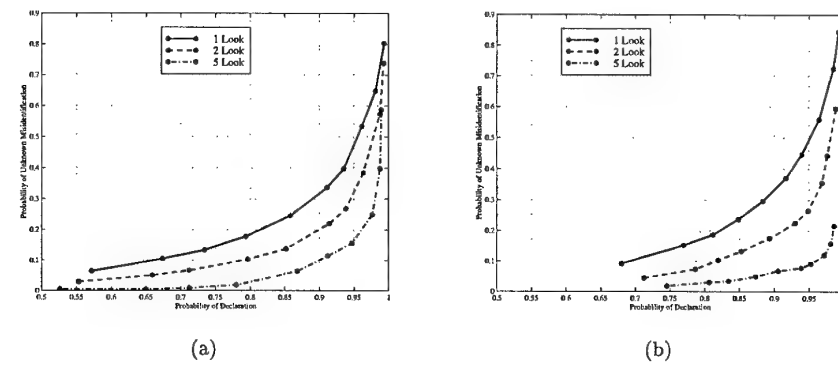 0.9
0.8
0.7
0.6
0.5
0.4
0.3
0.2
0.1
0
Probability of Unknown Misidentification
1 Look
2 Look
5 Look
0.5 0.55 0.6 0.65 0.7 0.75 0.8 0.85 0.9 0.95 1
Probability of Declaration
(a)
0.9
0.8
0.7
0.6
0.5
0.4
0.3
0.2
0.1
0
Probability of Unknown Misidentification
1 Look
2 Look
5 Look
0.5 0.55 0.6 0.65 0.7 0.75 0.8 0.85 0.9 0.95
Probability of Declaration
(b)